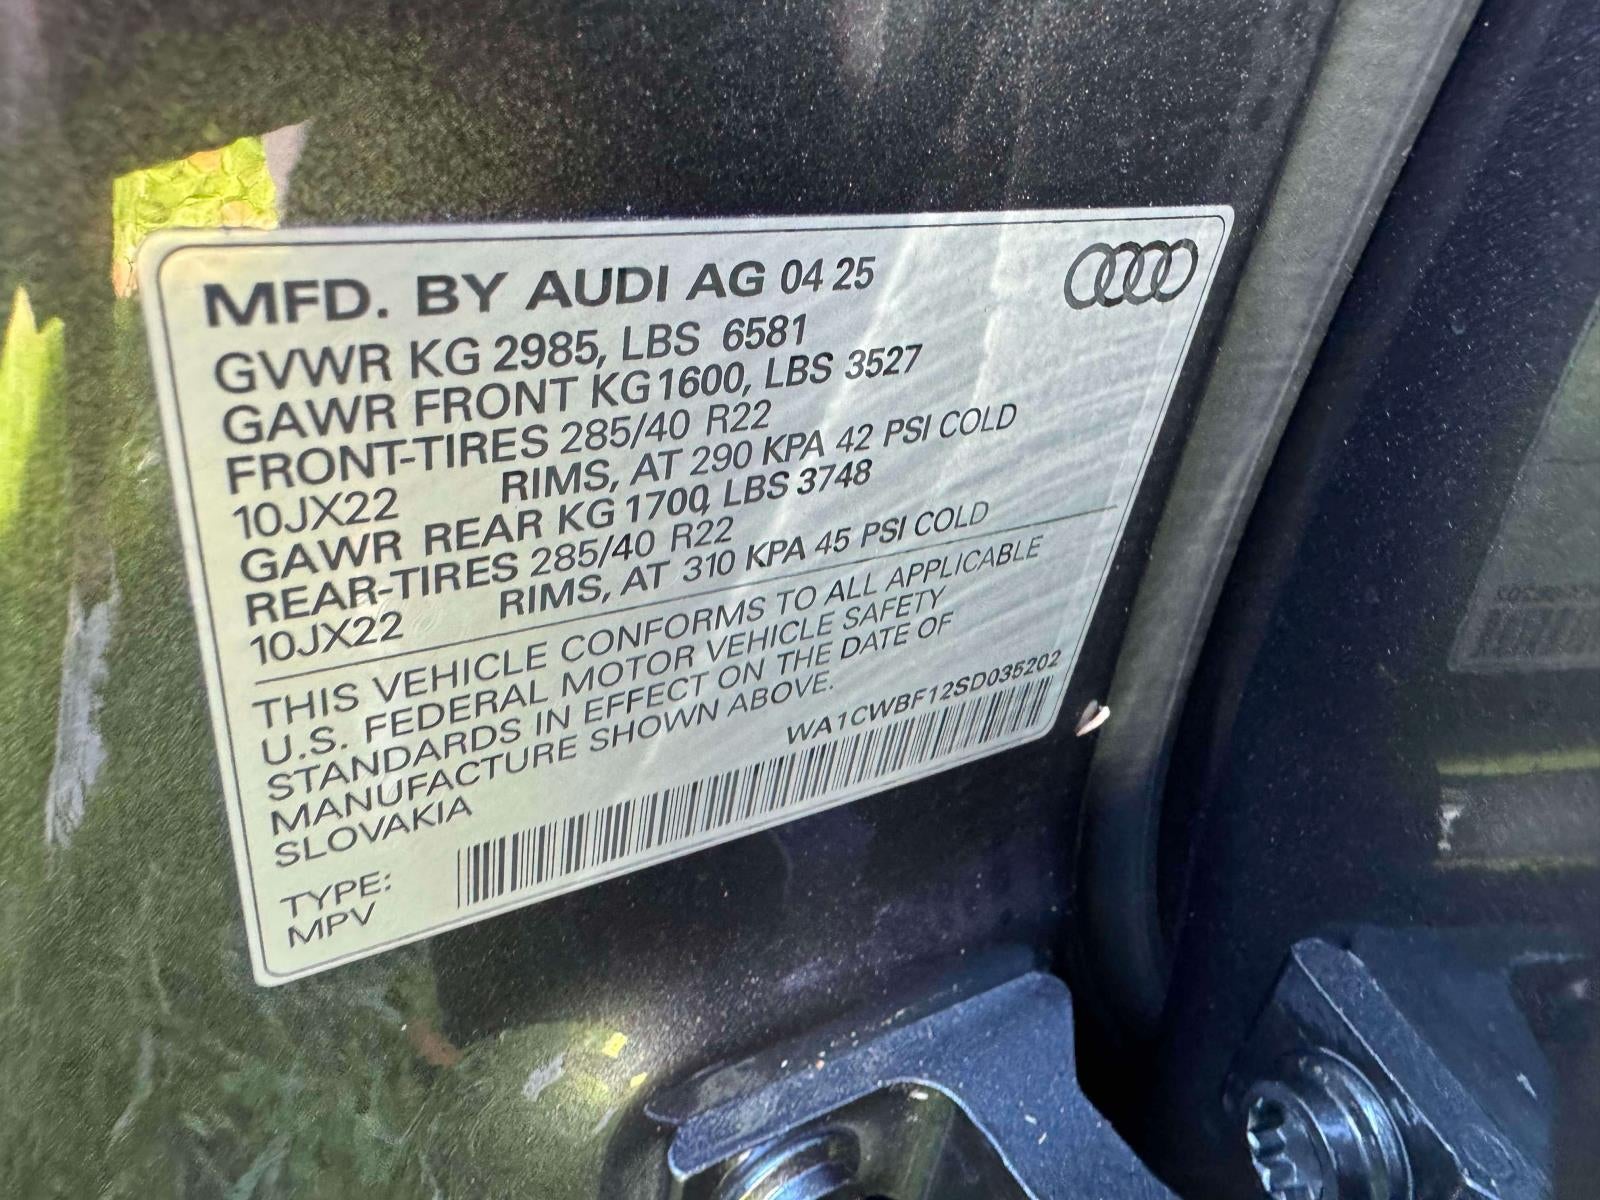 MFD. BY AUDI AG 04 25
GVWR KG 2985, LBS 6581
GAWR FRONT KG 1600, LBS 3527
FRONT-TIRES 285/40 R22
10JX22 RIMS, AT 290 KPA 42 PSI COLD
GAWR REAR KG 1700, LBS 3748
REAR-TIRES 285/40 R22
10JX22 RIMS, AT 310 KPA 45 PSI COLD
THIS VEHICLE CONFORMS TO ALL APPLICABLE
U.S. FEDERAL MOTOR VEHICLE SAFETY
STANDARDS IN EFFECT ON THE DATE OF
MANUFACTURE SHOWN ABOVE.
SLOVAKIA
WA1CWBF12SD035202
TYPE:
MPV